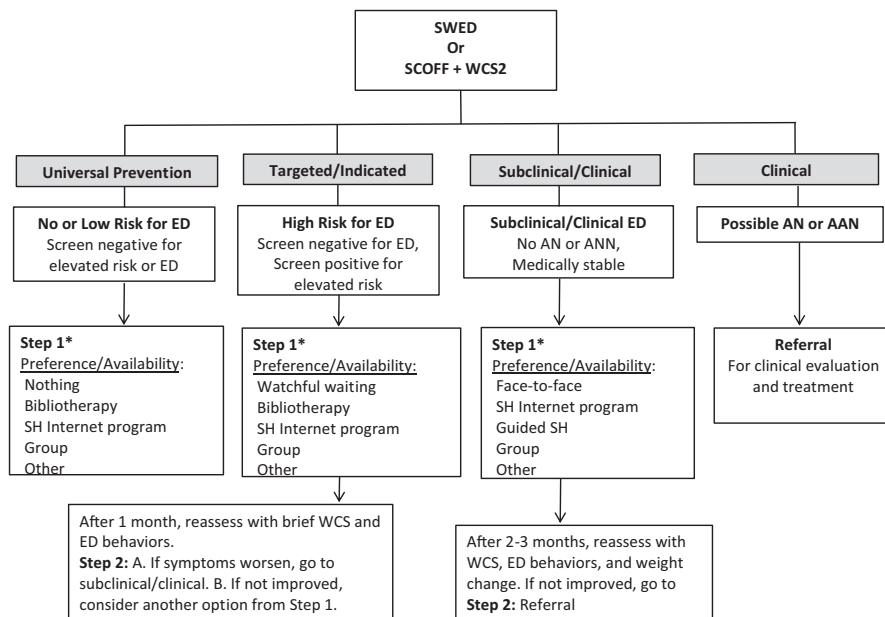 SWED
Or
SCOFF + WCS2
Universal Prevention
Targeted/Indicated
Subclinical/Clinical
Clinical
No or Low Risk for ED
Screen negative for
elevated risk or ED
High Risk for ED
Screen negative for ED,
Screen positive for
elevated risk
Subclinical/Clinical ED
No AN or ANN,
Medically stable
Possible AN or AAN
Step 1*
Preference/Availability:
Nothing
Bibliotherapy
SH Internet program
Group
Other
Step 1*
Preference/Availability:
Watchful waiting
Bibliotherapy
SH Internet program
Group
Other
Step 1*
Preference/Availability:
Face-to-face
SH Internet program
Guided SH
Group
Other
Referral
For clinical evaluation
and treatment
After 1 month, reassess with brief WCS and
ED behaviors.
Step 2: A. If symptoms worsen, go to
subclinical/clinical. B. If not improved,
consider another option from Step 1.
After 2-3 months, reassess with
WCS, ED behaviors, and weight
change. If not improved, go to
Step 2: Referral